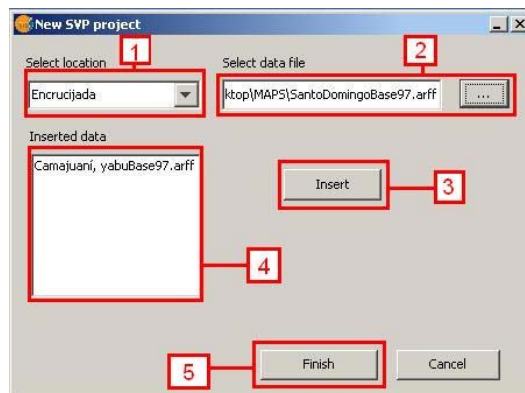 New SVP project
Select location
1
Select data file
2
Encrucijada
ktop\MAPS\SantoDomingoBase97.arff
...
Inserted data
Camajuaní, yabuBase97.arff
Insert
3
4
5
Finish
Cancel